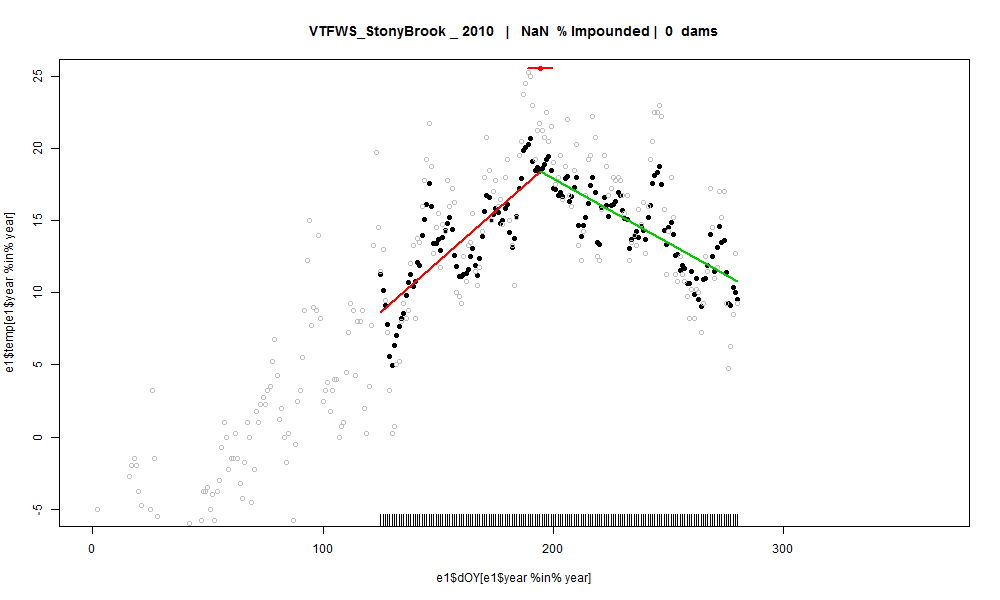 VTFWS_StonyBrook _ 2010 | NaN % Impounded | 0 dams
e1$temp[e1$year %in% year]
25
20
15
10
5
0
-5
0 100 200 300
e1$dOY[e1$year %in% year]